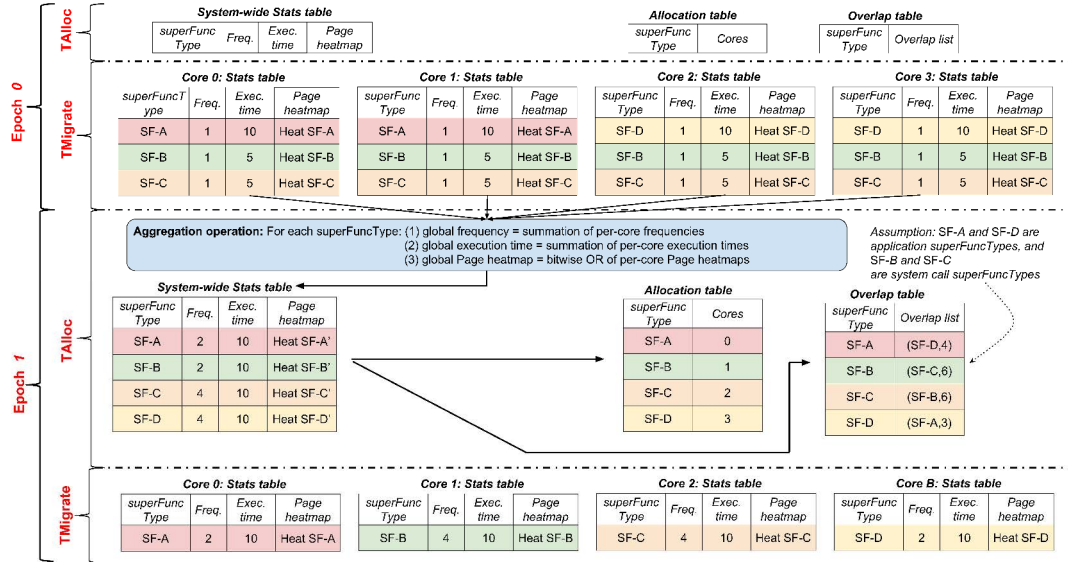 Epoch 0
TAlloc
System-wide Stats table
superFunc Type Freq. Exec. time Page heatmap
Allocation table
superFunc Type Cores
Overlap table
superFunc Type Overlap list
TMigrate
Core 0: Stats table
superFuncT ype Freq. Exec. time Page heatmap
SF-A 1 10 Heat SF-A
SF-B 1 5 Heat SF-B
SF-C 1 5 Heat SF-C
Core 1: Stats table
superFunc Type Freq. Exec. time Page heatmap
SF-A 1 10 Heat SF-A
SF-B 1 5 Heat SF-B
SF-C 1 5 Heat SF-C
Core 2: Stats table
superFunc Type Freq. Exec. time Page heatmap
SF-D 1 10 Heat SF-D
SF-B 1 5 Heat SF-B
SF-C 1 5 Heat SF-C
Core 3: Stats table
superFunc Type Freq. Exec. time Page heatmap
SF-D 1 10 Heat SF-D
SF-B 1 5 Heat SF-B
SF-C 1 5 Heat SF-C
Epoch 1
TAlloc
Aggregation operation: For each superFuncType: (1) global frequency = summation of per-core frequencies
(2) global execution time = summation of per-core execution times
(3) global Page heatmap = bitwise OR of per-core Page heatmaps
Assumption: SF-A and SF-D are
application superFuncTypes, and
SF-B and SF-C
are system call superFuncTypes
System-wide Stats table
superFunc Type Freq. Exec. time Page heatmap
SF-A 2 10 Heat SF-A'
SF-B 2 10 Heat SF-B'
SF-C 4 10 Heat SF-C'
SF-D 4 10 Heat SF-D'
Allocation table
superFunc Type Cores
SF-A 0
SF-B 1
SF-C 2
SF-D 3
Overlap table
superFunc Type Overlap list
SF-A (SF-D,4)
SF-B (SF-C,6)
SF-C (SF-B,6)
SF-D (SF-A,3)
TMigrate
Core 0: Stats table
superFunc Type Freq. Exec. time Page heatmap
SF-A 2 10 Heat SF-A
Core 1: Stats table
superFunc Type Freq. Exec. time Page heatmap
SF-B 4 10 Heat SF-B
Core 2: Stats table
superFunc Type Freq. Exec. time Page heatmap
SF-C 4 10 Heat SF-C
Core B: Stats table
superFunc Type Freq. Exec. time Page heatmap
SF-D 2 10 Heat SF-D